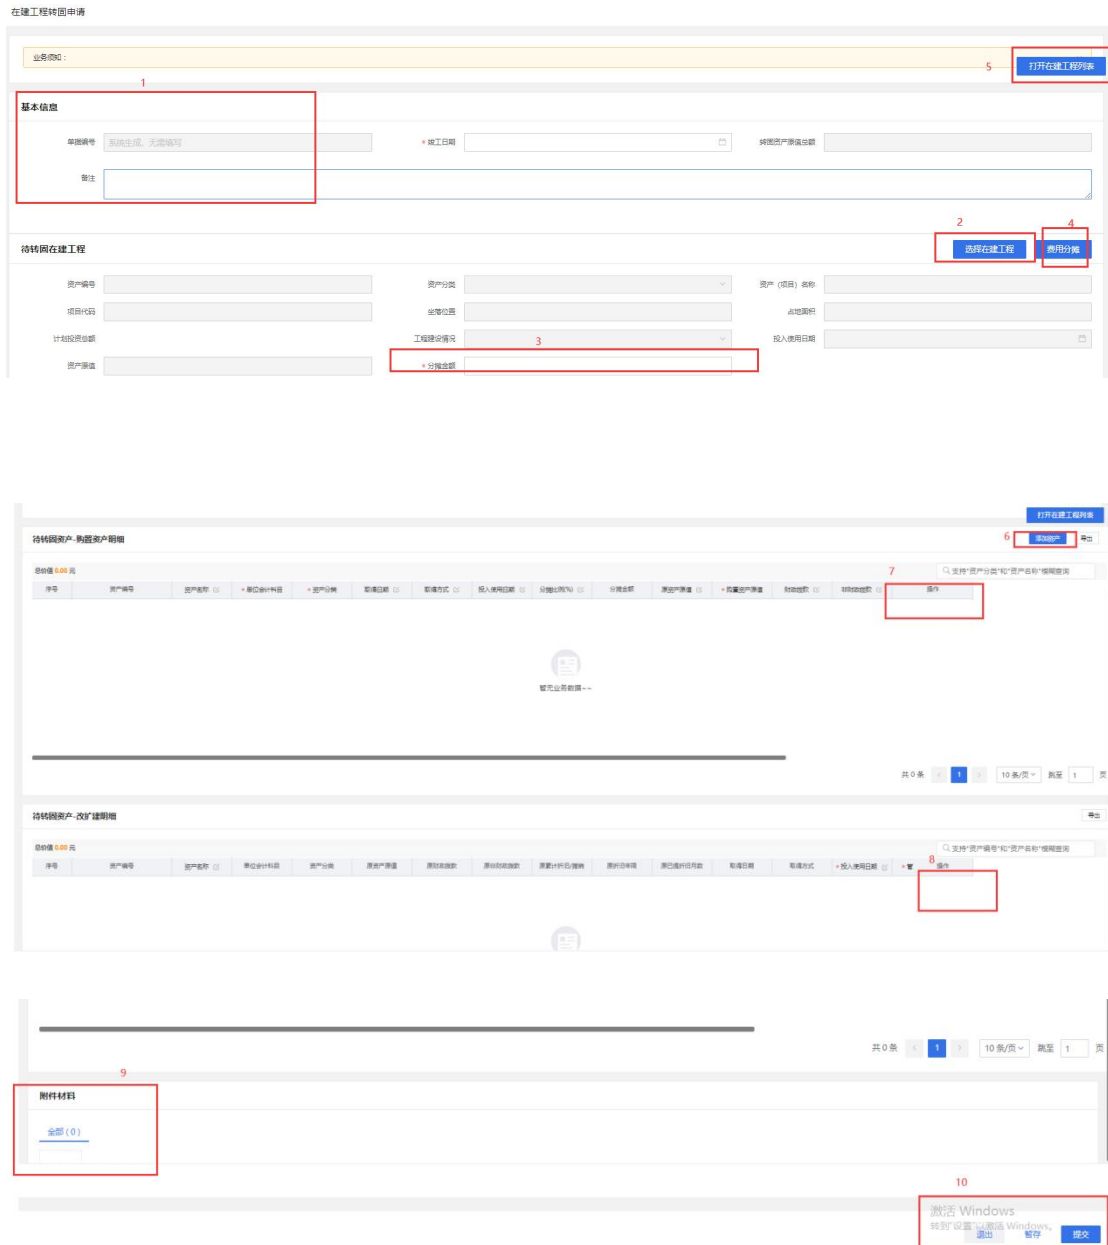 在建工程转固申请
业务须知：
5 打开在建工程列表
1
基本信息
单据编号 系统生成，无需填写 * 竣工日期 转固资产原值总额
备注
2 4
待转固在建工程 选择在建工程 费用分摊
资产编号 资产分类 资产（项目）名称
项目代码 坐落位置 占地面积
计划投资总额 工程建设情况 3 投入使用日期
资产原值 * 分摊金额
打开在建工程列表
待转固资产-购置资产明细 6 添加资产 导出
总价值 0.00 元 7 支持"资产分类"和"资产名称"模糊查询
序号 资产编号 资产名称 * 单位会计科目 * 资产分类 取得日期 取得方式 投入使用日期 分摊比例(%) 分摊金额 原资产原值 * 购置资产原值 财政拨款 非财政拨款 操作
暂无业务数据~~
共 0 条 < 1 > 10 条/页 跳至 1 页
待转固资产-改扩建明细 导出
总价值 0.00 元 8 支持"资产编号"和"资产名称"模糊查询
序号 资产编号 资产名称 单位会计科目 资产分类 原资产原值 原财政拨款 原非财政拨款 原累计折旧/摊销 原折旧年限 原已提折旧月数 取得日期 取得方式 * 投入使用日期 * 操作
共 0 条 < 1 > 10 条/页 跳至 1 页
9
附件材料
全部 ( 0 )
10
激活 Windows
转到"设置"以激活 Windows。
退出 暂存 提交